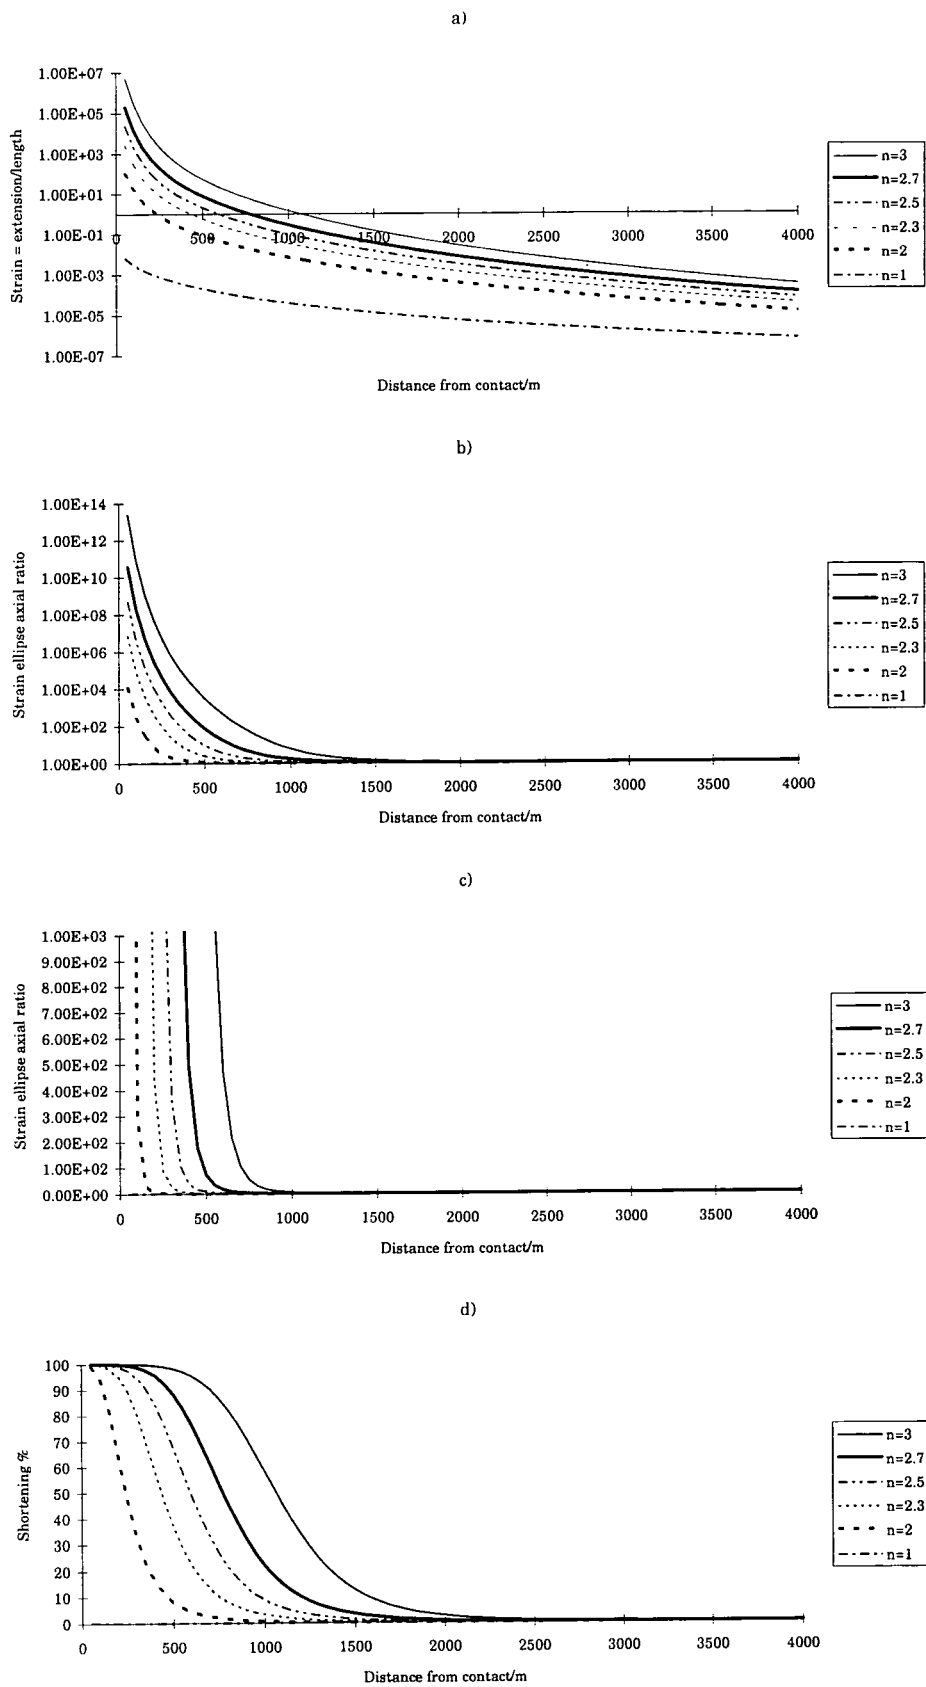 a)
1.00E+07
1.00E+05
1.00E+03
1.00E+01
1.00E-01
1.00E-03
1.00E-05
1.00E-07
Strain = extension/length
0
500
1000
1500
2000
2500
3000
3500
4000
Distance from contact/m
n=3
n=2.7
n=2.5
n=2.3
n=2
n=1
b)
1.00E+14
1.00E+12
1.00E+10
1.00E+08
1.00E+06
1.00E+04
1.00E+02
1.00E+00
Strain ellipse axial ratio
0
500
1000
1500
2000
2500
3000
3500
4000
Distance from contact/m
n=3
n=2.7
n=2.5
n=2.3
n=2
n=1
c)
1.00E+03
9.00E+02
8.00E+02
7.00E+02
6.00E+02
5.00E+02
4.00E+02
3.00E+02
2.00E+02
1.00E+02
0.00E+00
Strain ellipse axial ratio
0
500
1000
1500
2000
2500
3000
3500
4000
Distance from contact/m
n=3
n=2.7
n=2.5
n=2.3
n=2
n=1
d)
100
90
80
70
60
50
40
30
20
10
0
Shortening %
0
500
1000
1500
2000
2500
3000
3500
4000
Distance from contact/m
n=3
n=2.7
n=2.5
n=2.3
n=2
n=1